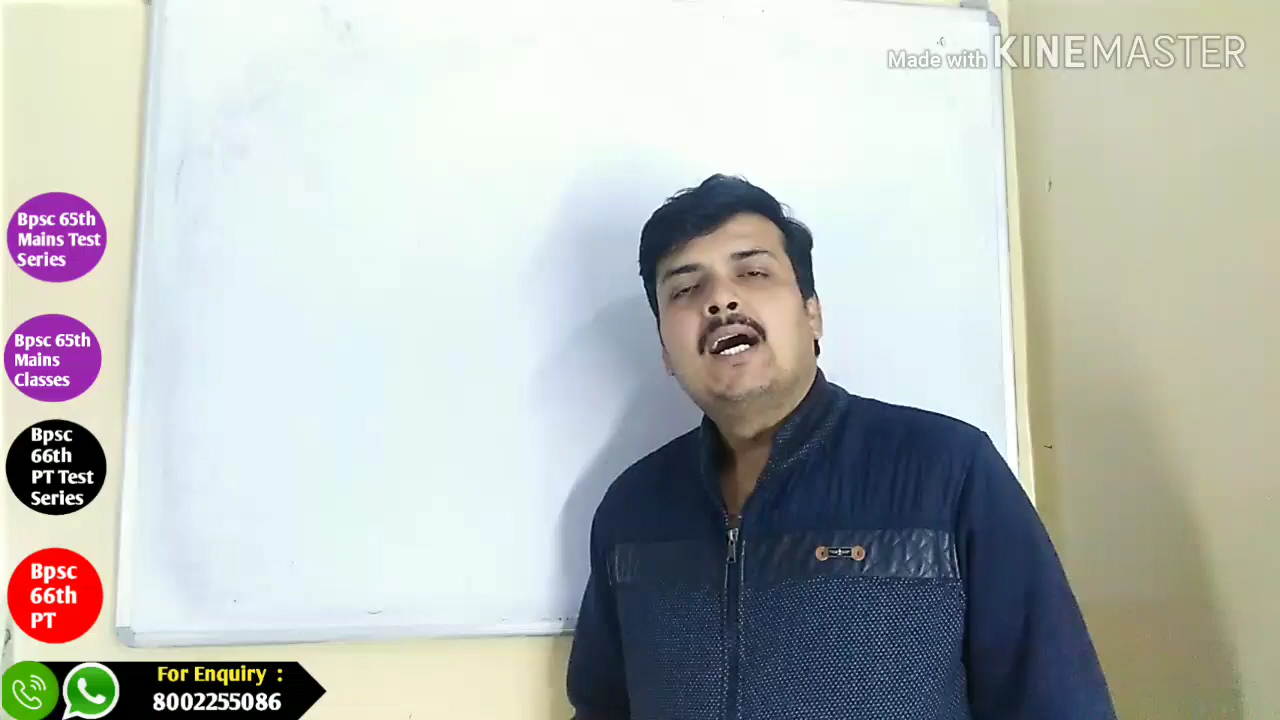 Made with KINEMASTER
Bpsc 65th
Mains Test
Series
Bpsc 65th
Mains
Classes
Bpsc
66th
PT Test
Series
Bpsc
66th
PT
For Enquiry :
8002255086